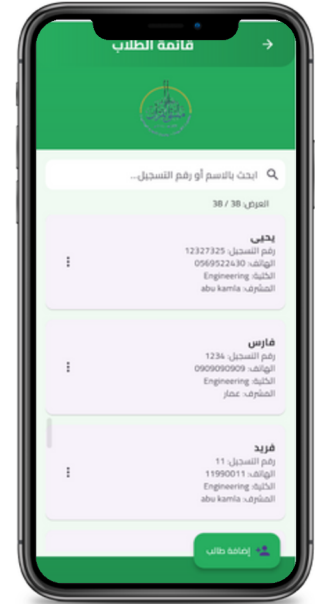 قائمة الطلاب
ابحث بالاسم أو رقم التسجيل...
العرض: 38 / 38
يحيى
رقم التسجيل: 12327325
الهاتف: 0569522430
الكلية: Engineering
المشرف: abu kamla
فارس
رقم التسجيل: 1234
الهاتف: 0909090909
الكلية: Engineering
المشرف: عمار
فريد
رقم التسجيل: 11
الهاتف: 11990011
الكلية: Engineering
المشرف: abu kamla
إضافة طالب